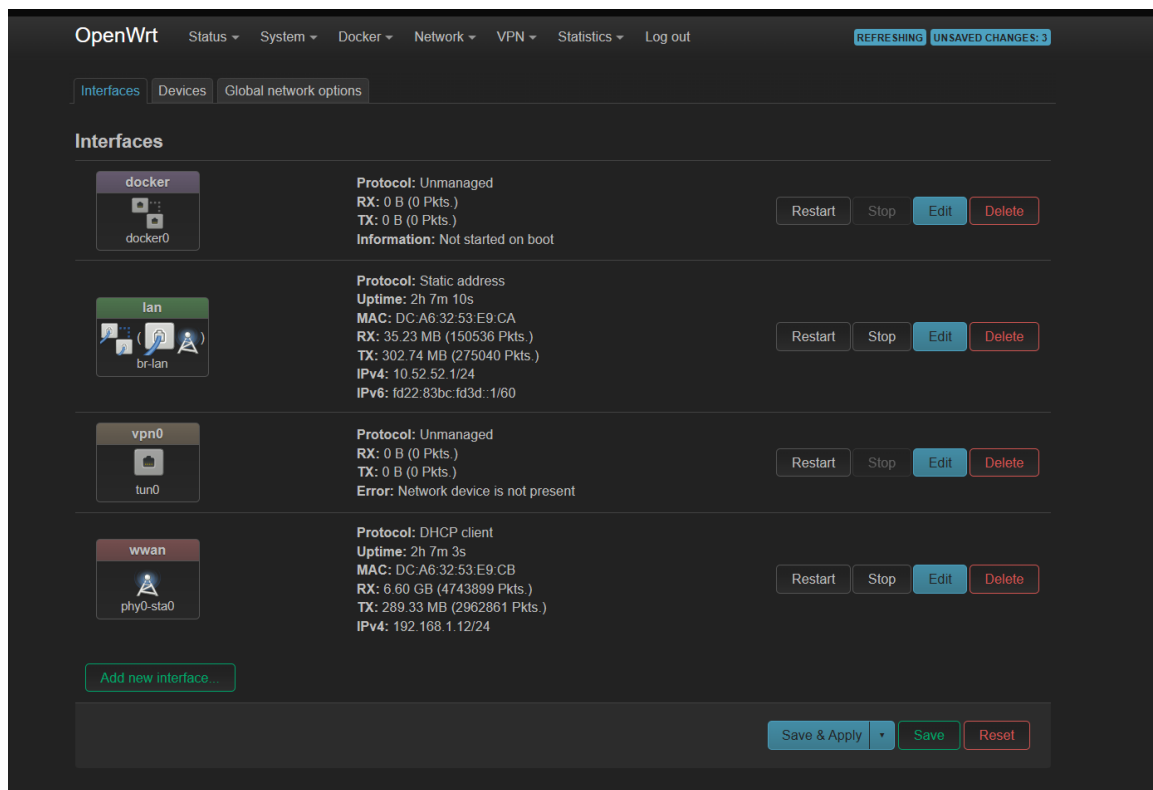 OpenWrt Status System Docker Network VPN Statistics Log out REFRESHING UNSAVED CHANGES: 3
Interfaces Devices Global network options
Interfaces
docker
docker0
Protocol: Unmanaged
RX: 0 B (0 Pkts.)
TX: 0 B (0 Pkts.)
Information: Not started on boot
Restart Stop Edit Delete
lan
( )
br-lan
Protocol: Static address
Uptime: 2h 7m 10s
MAC: DC:A6:32:53:E9:CA
RX: 35.23 MB (150536 Pkts.)
TX: 302.74 MB (275040 Pkts.)
IPv4: 10.52.52.1/24
IPv6: fd22:83bc:fd3d::1/60
Restart Stop Edit Delete
vpn0
tun0
Protocol: Unmanaged
RX: 0 B (0 Pkts.)
TX: 0 B (0 Pkts.)
Error: Network device is not present
Restart Stop Edit Delete
wwan
phy0-sta0
Protocol: DHCP client
Uptime: 2h 7m 3s
MAC: DC:A6:32:53:E9:CB
RX: 6.60 GB (4743899 Pkts.)
TX: 289.33 MB (2962861 Pkts.)
IPv4: 192.168.1.12/24
Restart Stop Edit Delete
Add new interface...
Save & Apply Save Reset